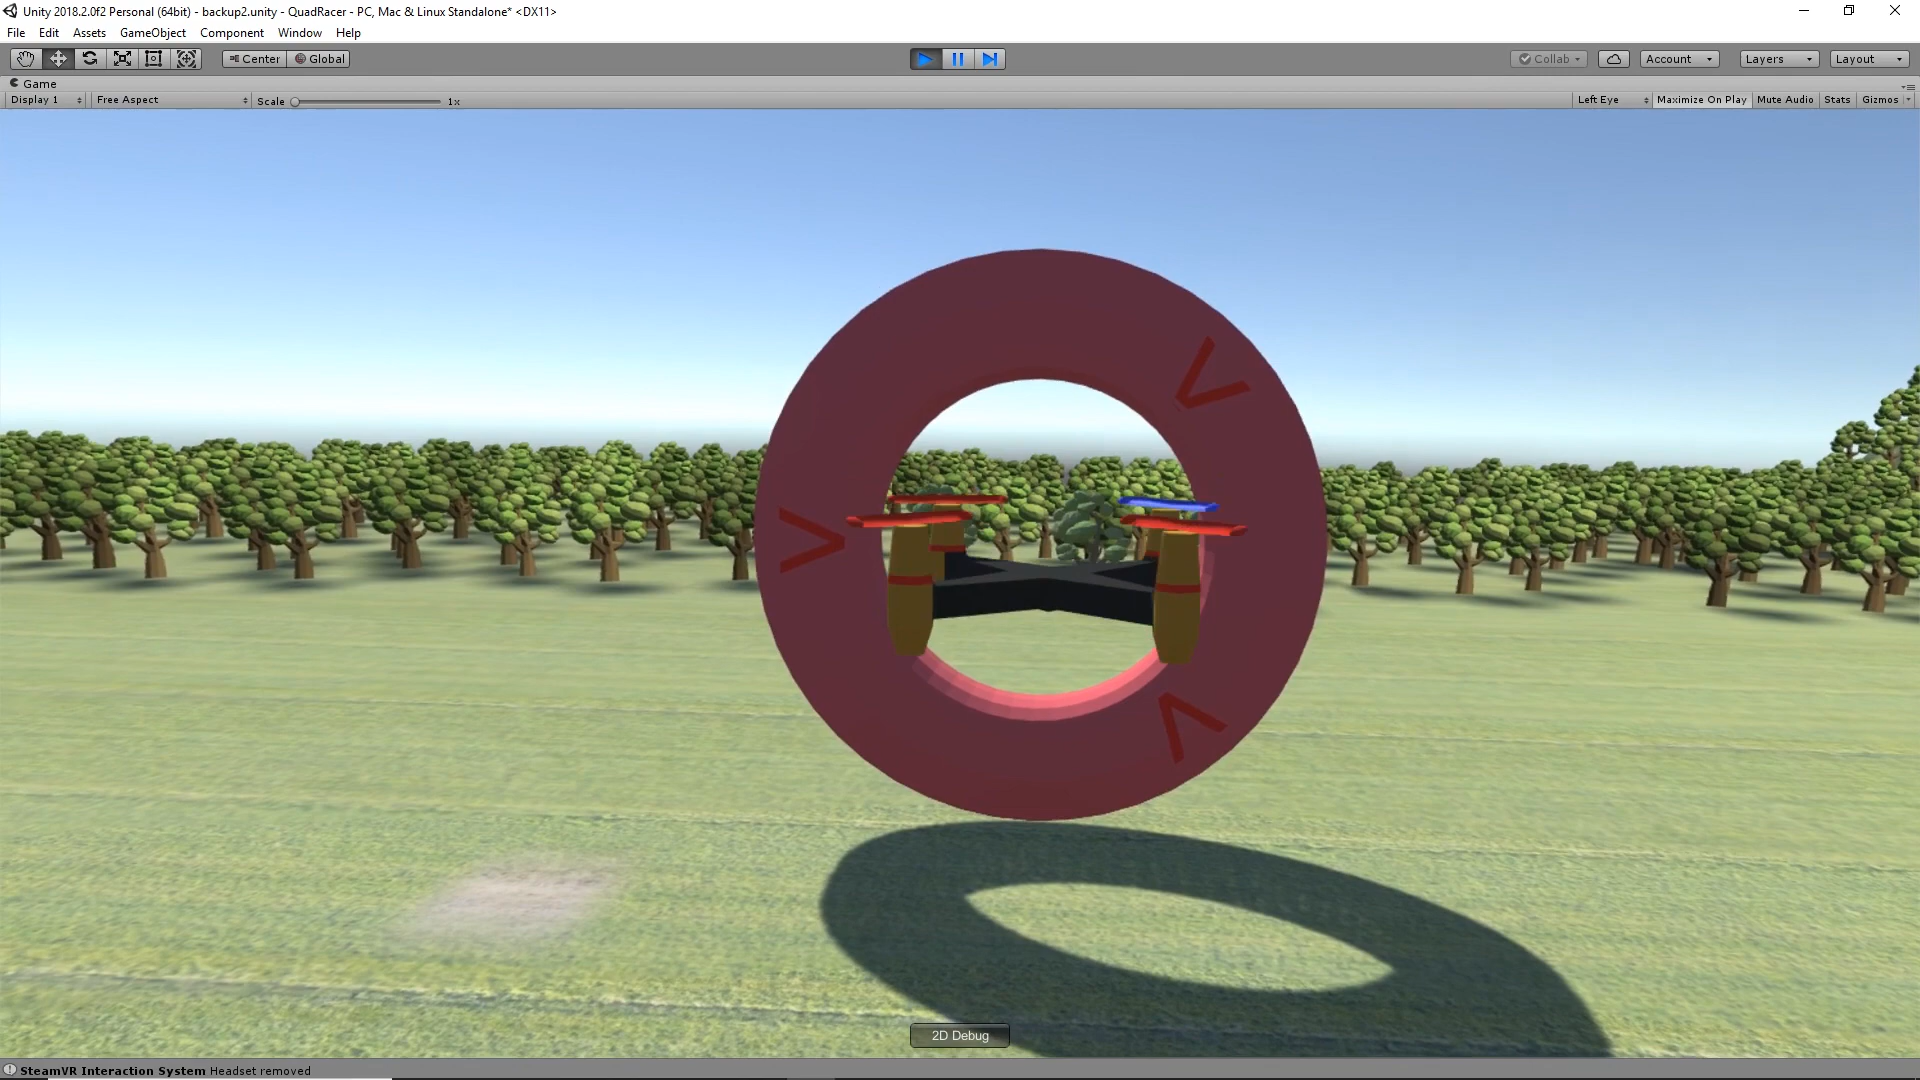 Unity 2018.2.0f2 Personal (64bit) - backup2.unity - QuadRacer - PC, Mac & Linux Standalone* <DX11>
File Edit Assets GameObject Component Window Help
Center Global Collab Account Layers Layout
Game
Display 1 Free Aspect Scale 1x Left Eye Maximize On Play Mute Audio Stats Gizmos
2D Debug
SteamVR Interaction System Headset removed